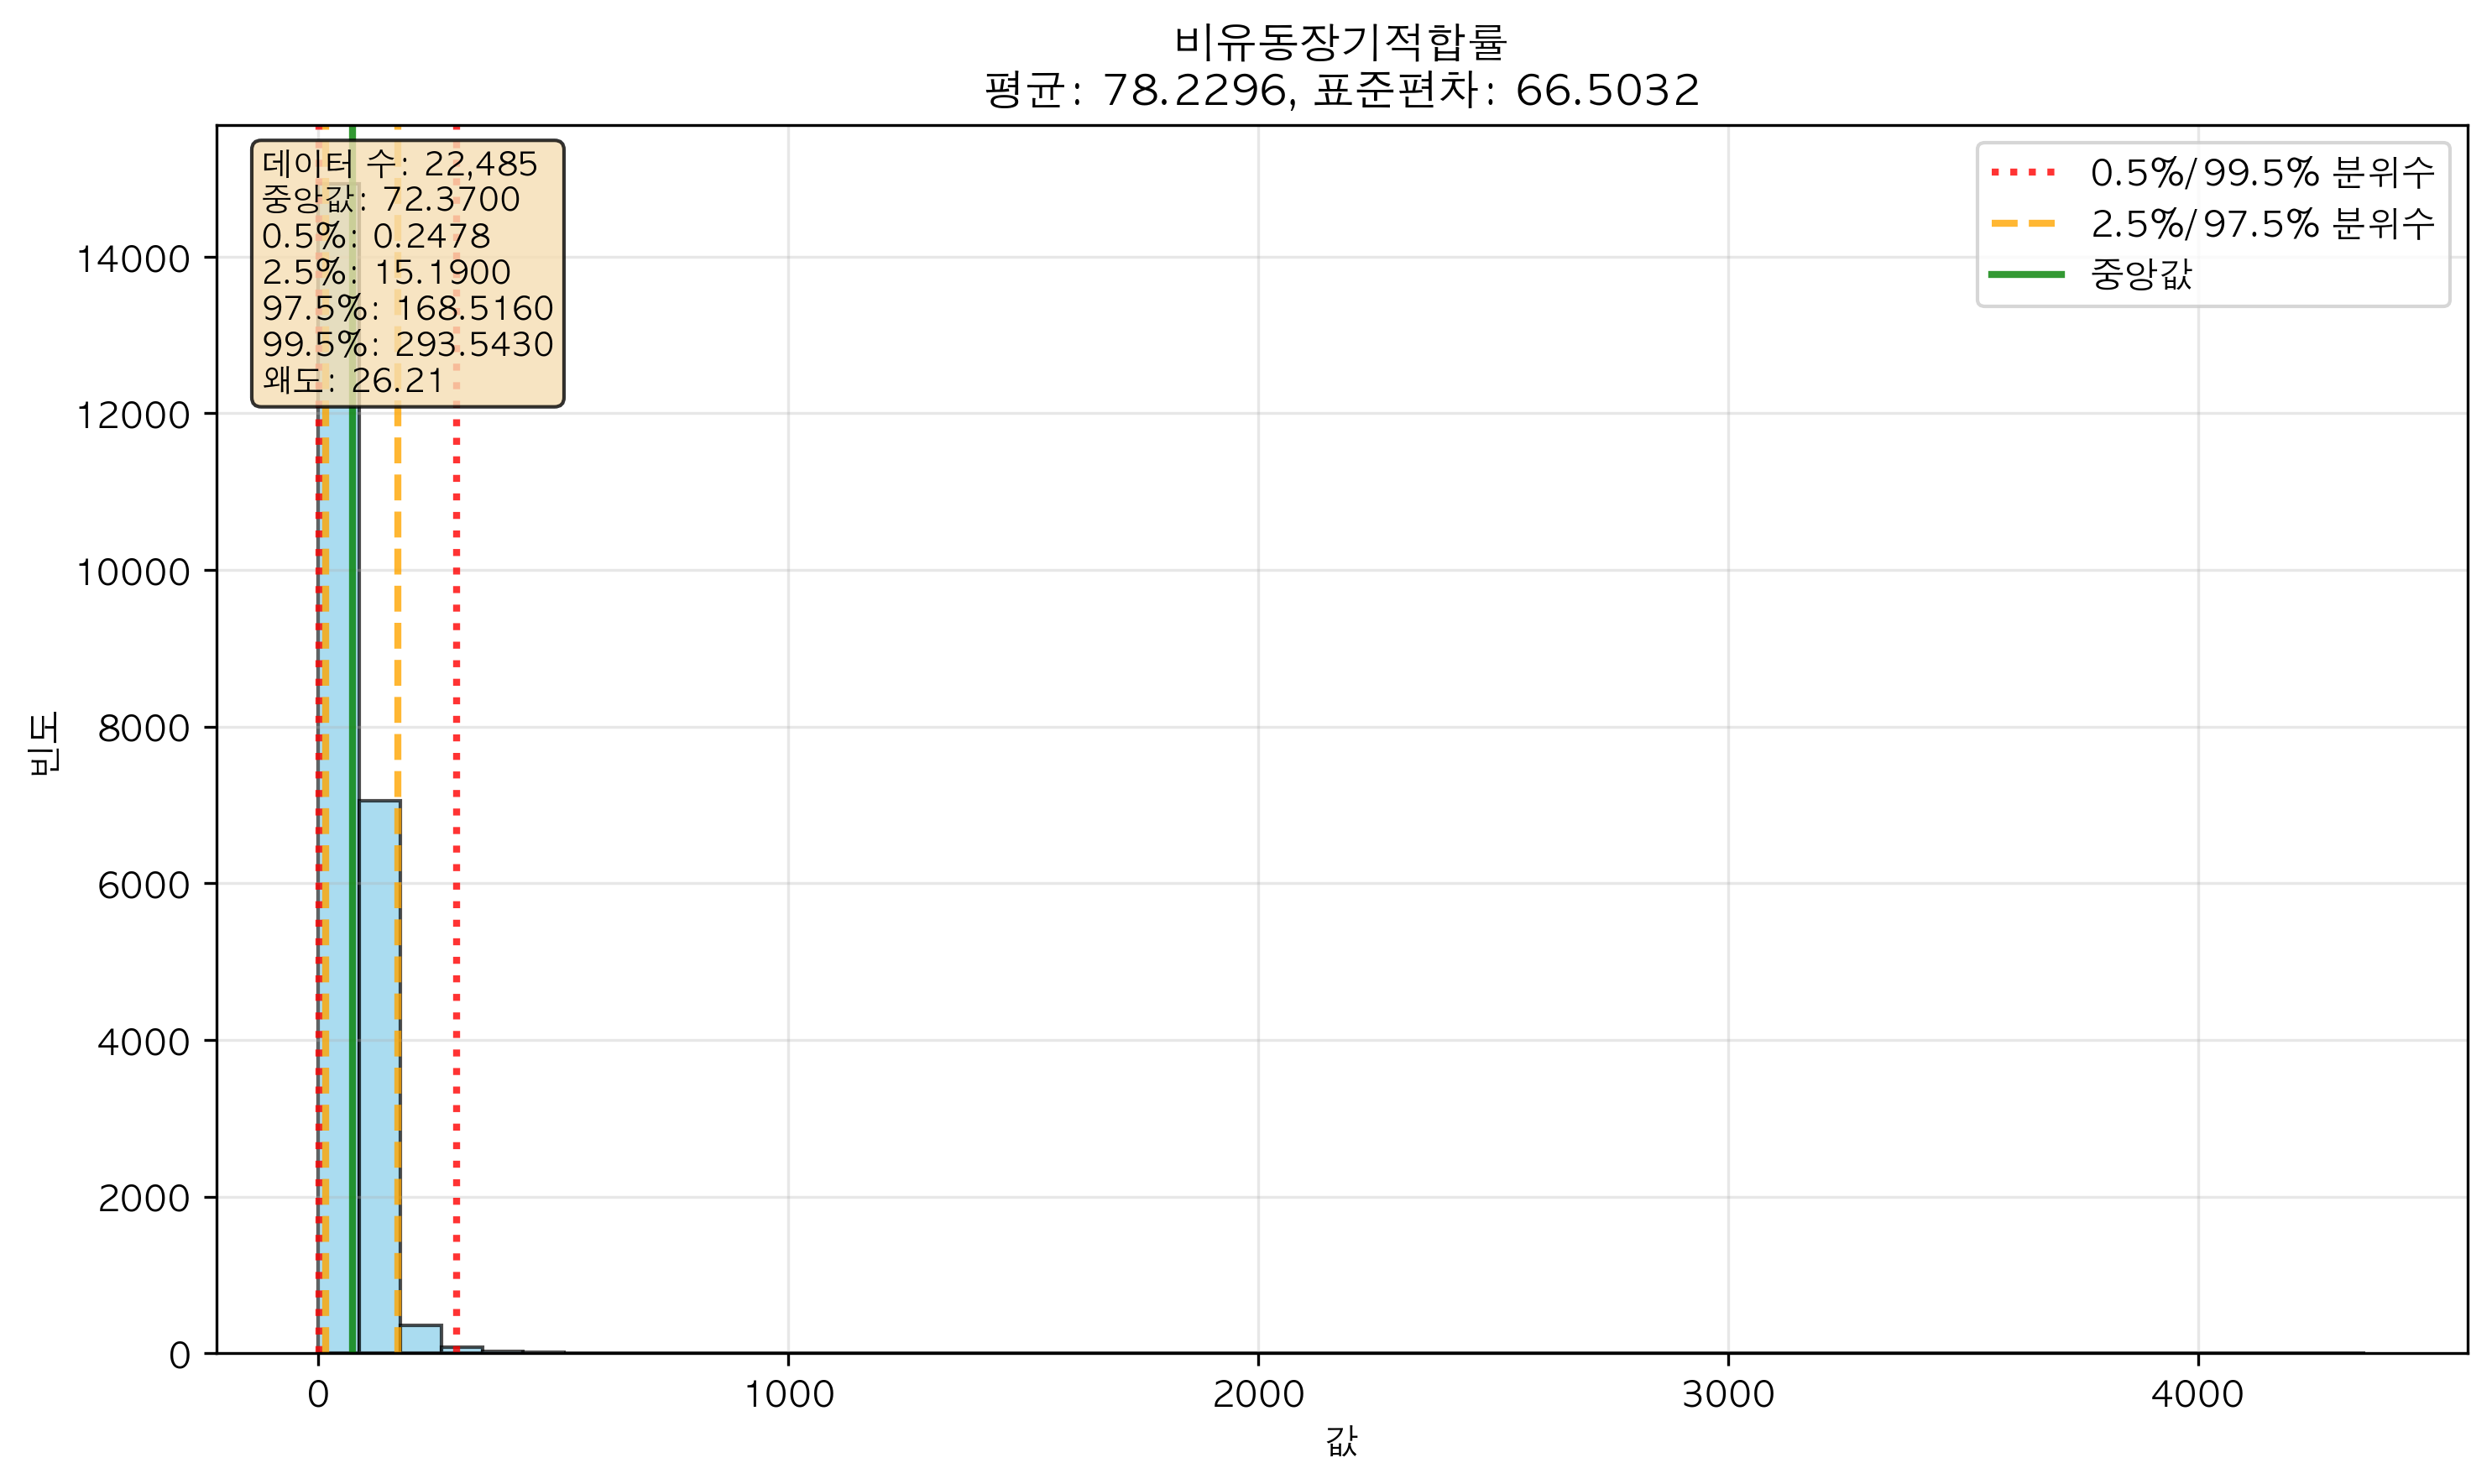 비유동장기적합률
평균: 78.2296, 표준편차: 66.5032
데이터 수: 22,485
중앙값: 72.3700
0.5%: 0.2478
2.5%: 15.1900
97.5%: 168.5160
99.5%: 293.5430
왜도: 26.21
0.5%/99.5% 분위수
2.5%/97.5% 분위수
중앙값
14000
12000
10000
8000
6000
4000
2000
0
빈도
0 1000 2000 3000 4000
값